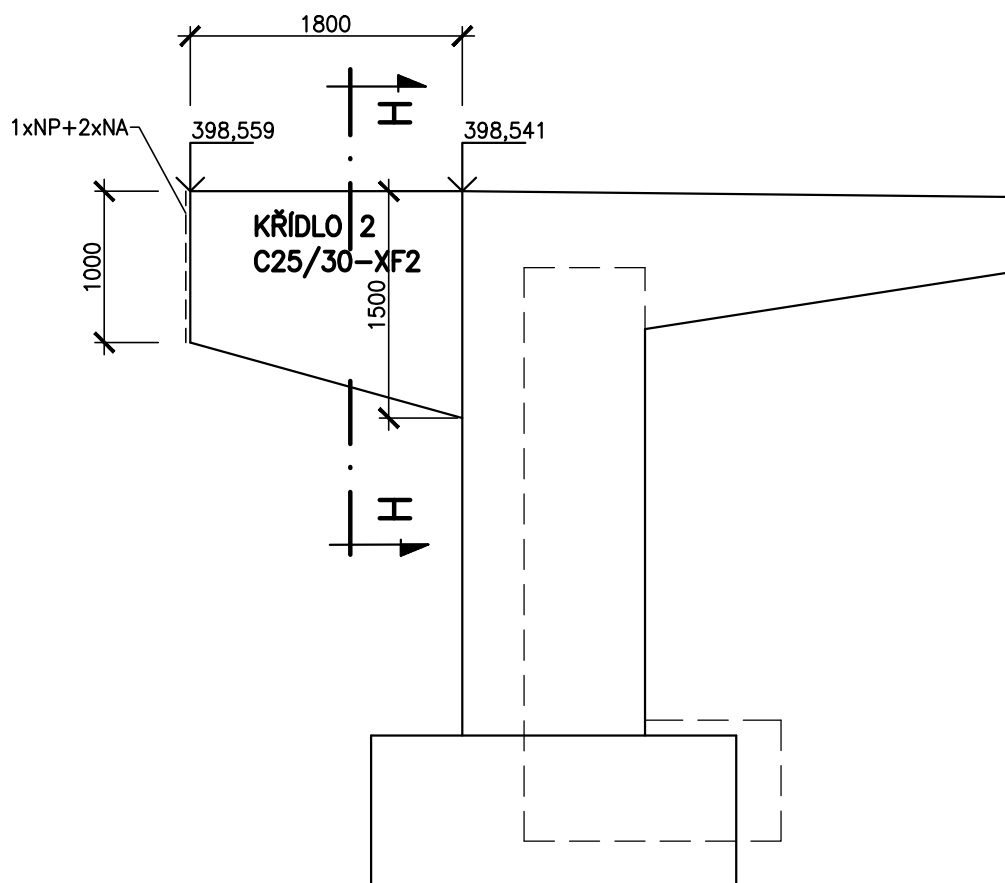 1800
H
1xNP+2xNA
398,559
398,541
KŘÍDLO 2
C25/30-XF2
1000
1500
H